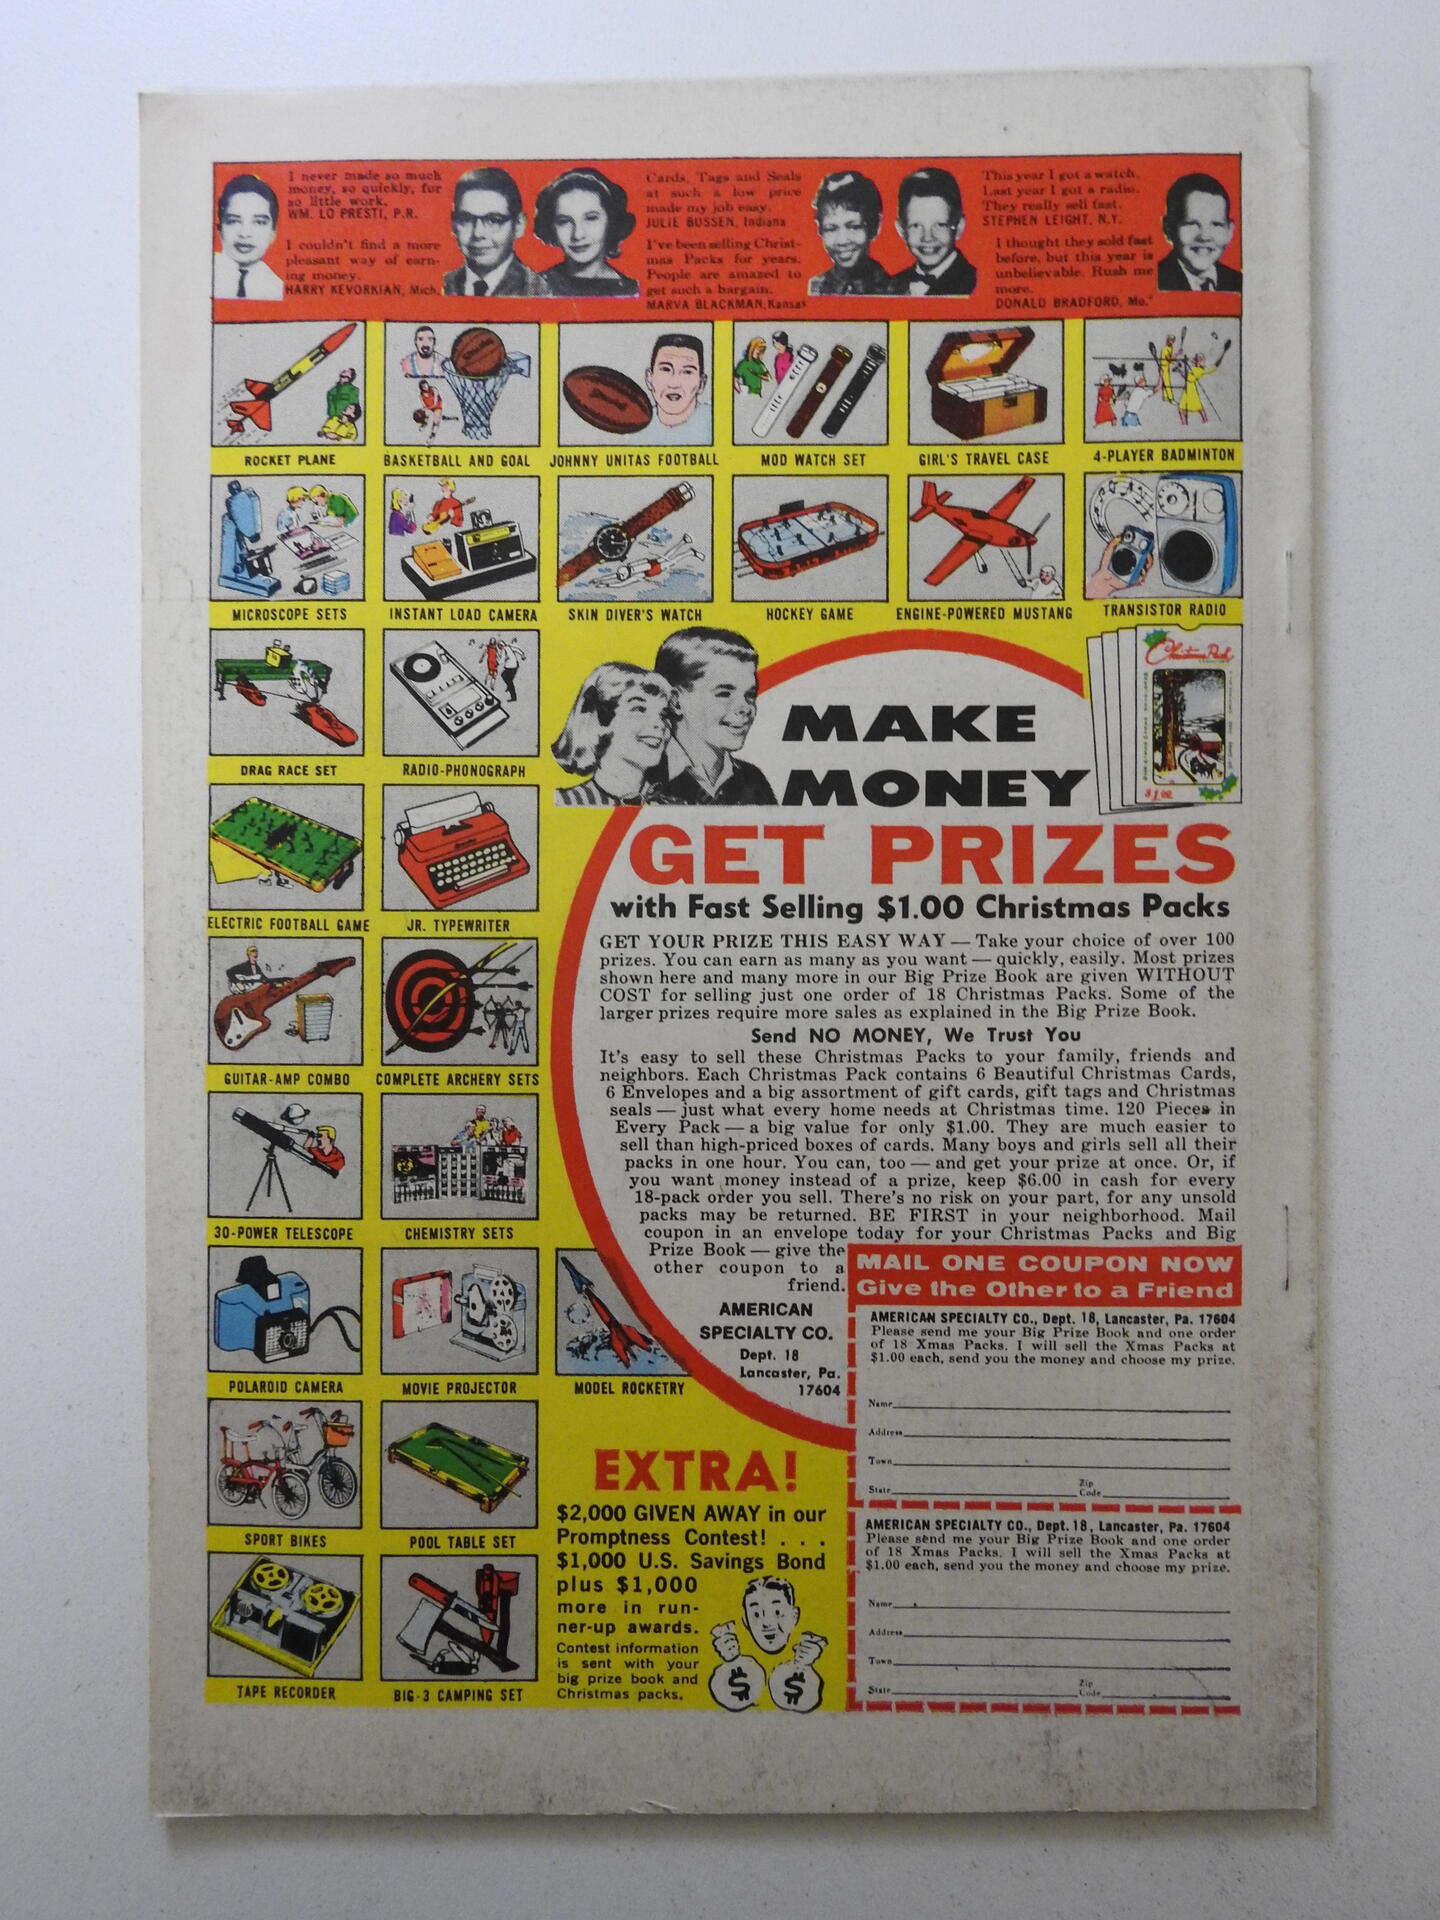 I never made so much
money, so quickly, for
so little work.
WM. LO PRESTI, P.R.
I couldn't find a more
pleasant way of earn-
ing money.
HARRY KEVORKIAN, Mich.
Cards, Tags and Seals
at such a low price
made my job easy.
JULIE BUSSEN, Indiana
I've been selling Christ-
mas Packs for years.
People are amazed to
get such a bargain.
MARVA BLACKMAN, Kansas
This year I got a watch.
Last year I got a radio.
They really sell fast.
STEPHEN LEIGHT, N.Y.
I thought they sold fast
before, but this year is
unbelievable. Rush me
more.
DONALD BRADFORD, Mo.
ROCKET PLANE
BASKETBALL AND GOAL
JOHNNY UNITAS FOOTBALL
MOD WATCH SET
GIRL'S TRAVEL CASE
4-PLAYER BADMINTON
MICROSCOPE SETS
INSTANT LOAD CAMERA
SKIN DIVER'S WATCH
HOCKEY GAME
ENGINE-POWERED MUSTANG
TRANSISTOR RADIO
DRAG RACE SET
RADIO-PHONOGRAPH
ELECTRIC FOOTBALL GAME
JR. TYPEWRITER
GUITAR-AMP COMBO
COMPLETE ARCHERY SETS
30-POWER TELESCOPE
CHEMISTRY SETS
POLAROID CAMERA
MOVIE PROJECTOR
MODEL ROCKETRY
SPORT BIKES
POOL TABLE SET
TAPE RECORDER
BIG-3 CAMPING SET
Christmas Pack
$1.00
MAKE
MONEY
GET PRIZES
with Fast Selling $1.00 Christmas Packs
GET YOUR PRIZE THIS EASY WAY — Take your choice of over 100
prizes. You can earn as many as you want — quickly, easily. Most prizes
shown here and many more in our Big Prize Book are given WITHOUT
COST for selling just one order of 18 Christmas Packs. Some of the
larger prizes require more sales as explained in the Big Prize Book.
Send NO MONEY, We Trust You
It's easy to sell these Christmas Packs to your family, friends and
neighbors. Each Christmas Pack contains 6 Beautiful Christmas Cards,
6 Envelopes and a big assortment of gift cards, gift tags and Christmas
seals — just what every home needs at Christmas time. 120 Pieces in
Every Pack — a big value for only $1.00. They are much easier to
sell than high-priced boxes of cards. Many boys and girls sell all their
packs in one hour. You can, too — and get your prize at once. Or, if
you want money instead of a prize, keep $6.00 in cash for every
18-pack order you sell. There's no risk on your part, for any unsold
packs may be returned. BE FIRST in your neighborhood. Mail
coupon in an envelope today for your Christmas Packs and Big
Prize Book — give the
other coupon to a
friend.
AMERICAN
SPECIALTY CO.
Dept. 18
Lancaster, Pa.
17604
EXTRA!
$2,000 GIVEN AWAY in our
Promptness Contest! . . .
$1,000 U.S. Savings Bond
plus $1,000
more in run-
ner-up awards.
Contest information
is sent with your
big prize book and
Christmas packs.
$ $
MAIL ONE COUPON NOW
Give the Other to a Friend
AMERICAN SPECIALTY CO., Dept. 18, Lancaster, Pa. 17604
Please send me your Big Prize Book and one order
of 18 Xmas Packs. I will sell the Xmas Packs at
$1.00 each, send you the money and choose my prize.
Name
Address
Town
State Zip Code
AMERICAN SPECIALTY CO., Dept. 18, Lancaster, Pa. 17604
Please send me your Big Prize Book and one order
of 18 Xmas Packs. I will sell the Xmas Packs at
$1.00 each, send you the money and choose my prize.
Name
Address
Town
State Zip Code